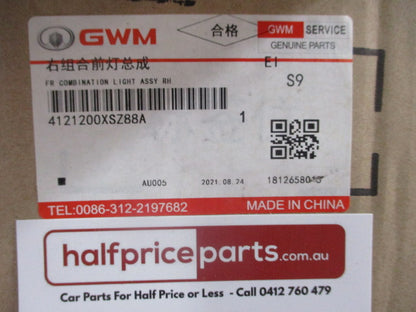 GWM 合格 GWM SERVICE
GENUINE PARTS
右组合前灯总成 EI
FR COMBINATION LIGHT ASSY RH S9
4121200XSZ88A 1
AU005 2021.08.24
TEL:0086-312-2197682 MADE IN CHINA
halfpriceparts.com.au
Car Parts For Half Price or Less - Call 0412 760 479